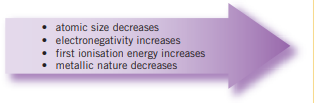 • atomic size decreases
• electronegativity increases
• first ionisation energy increases
• metallic nature decreases